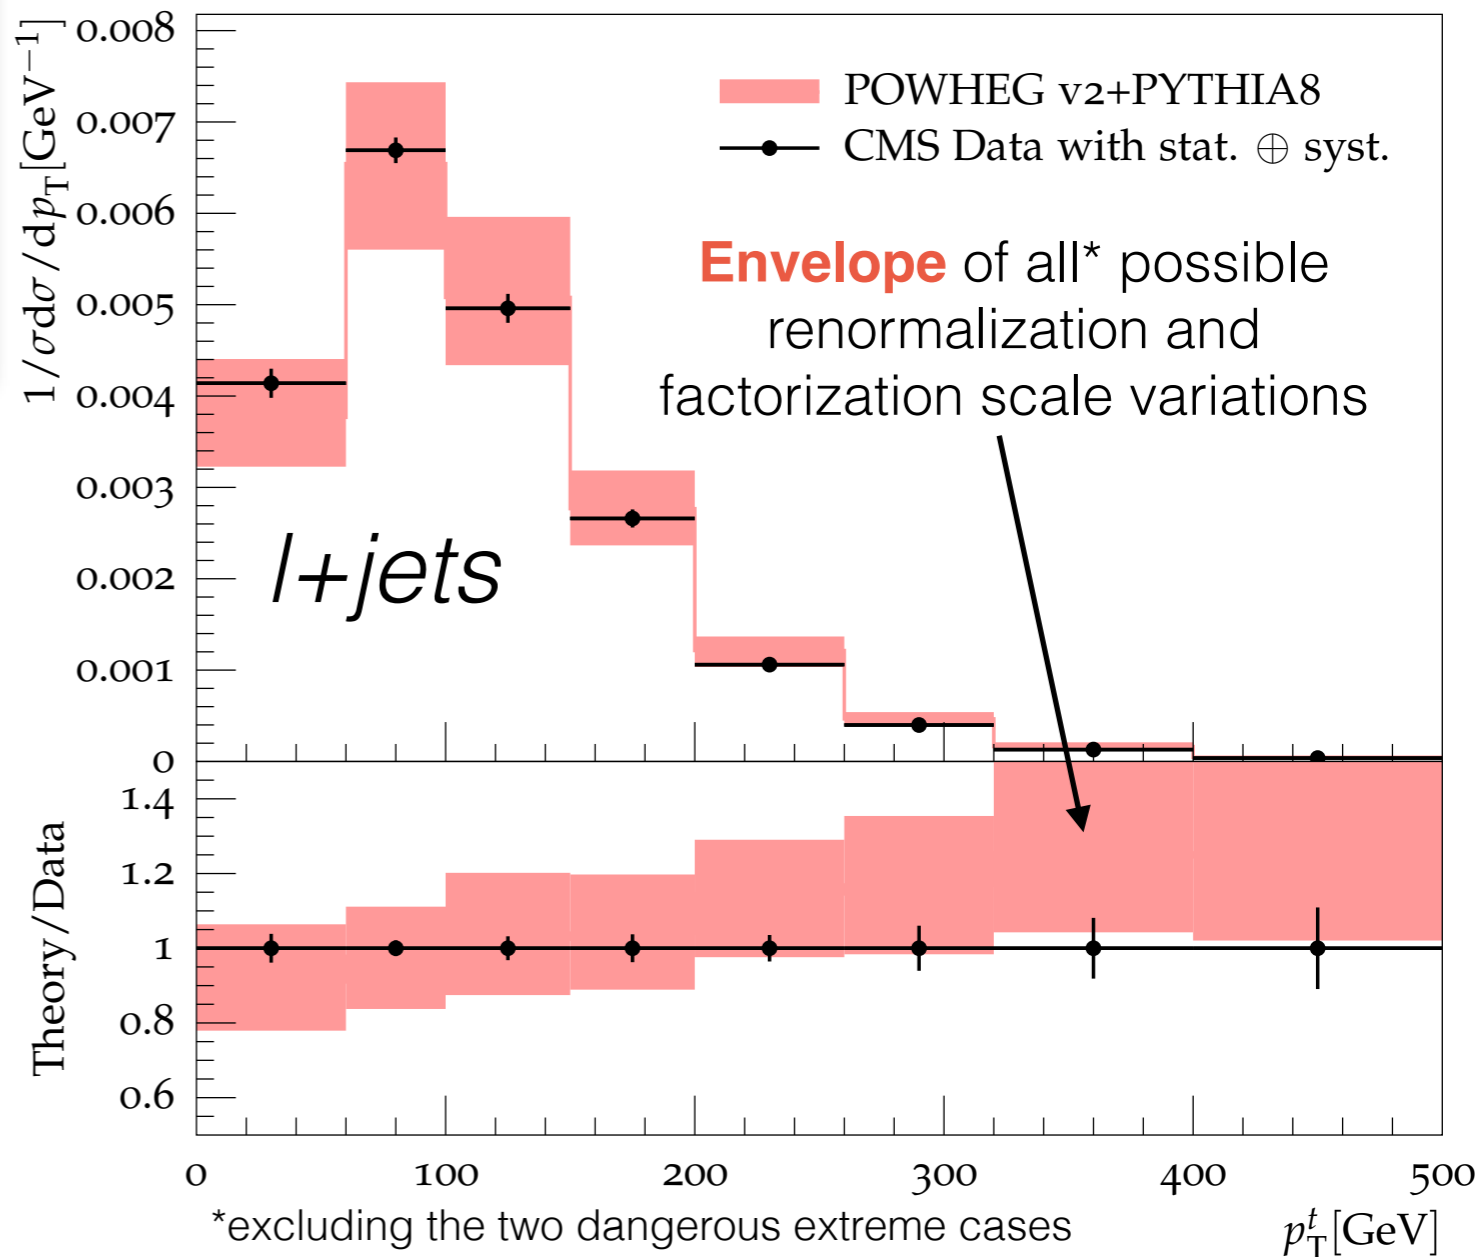 1/σdσ/dp_T[GeV⁻¹]
0.008
0.007
0.006
0.005
0.004
0.003
0.002
0.001
0
POWHEG v2+PYTHIA8
CMS Data with stat. ⊕ syst.
Envelope of all* possible
renormalization and
factorization scale variations
l+jets
Theory/Data
1.4
1.2
1
0.8
0.6
0 100 200 300 400 500
*excluding the two dangerous extreme cases
p_T^t[GeV]